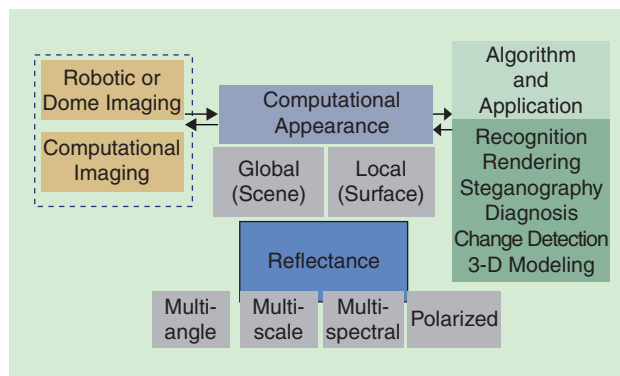 Robotic or
Dome Imaging
Computational
Imaging
Computational
Appearance
Global
(Scene)
Local
(Surface)
Reflectance
Multi-
angle
Multi-
scale
Multi-
spectral
Polarized
Algorithm
and
Application
Recognition
Rendering
Steganography
Diagnosis
Change Detection
3-D Modeling